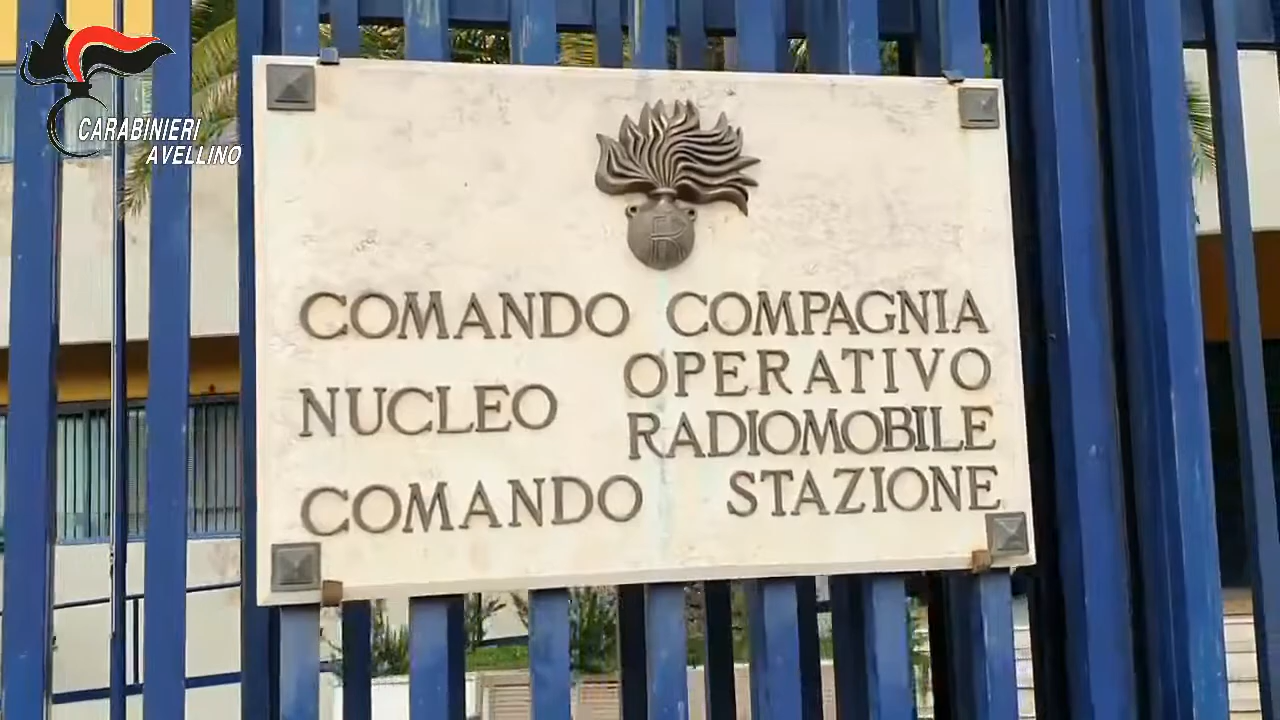 CARABINIERI
AVELLINO
R
COMANDO COMPAGNIA
NUCLEO OPERATIVO
RADIOMOBILE
COMANDO STAZIONE